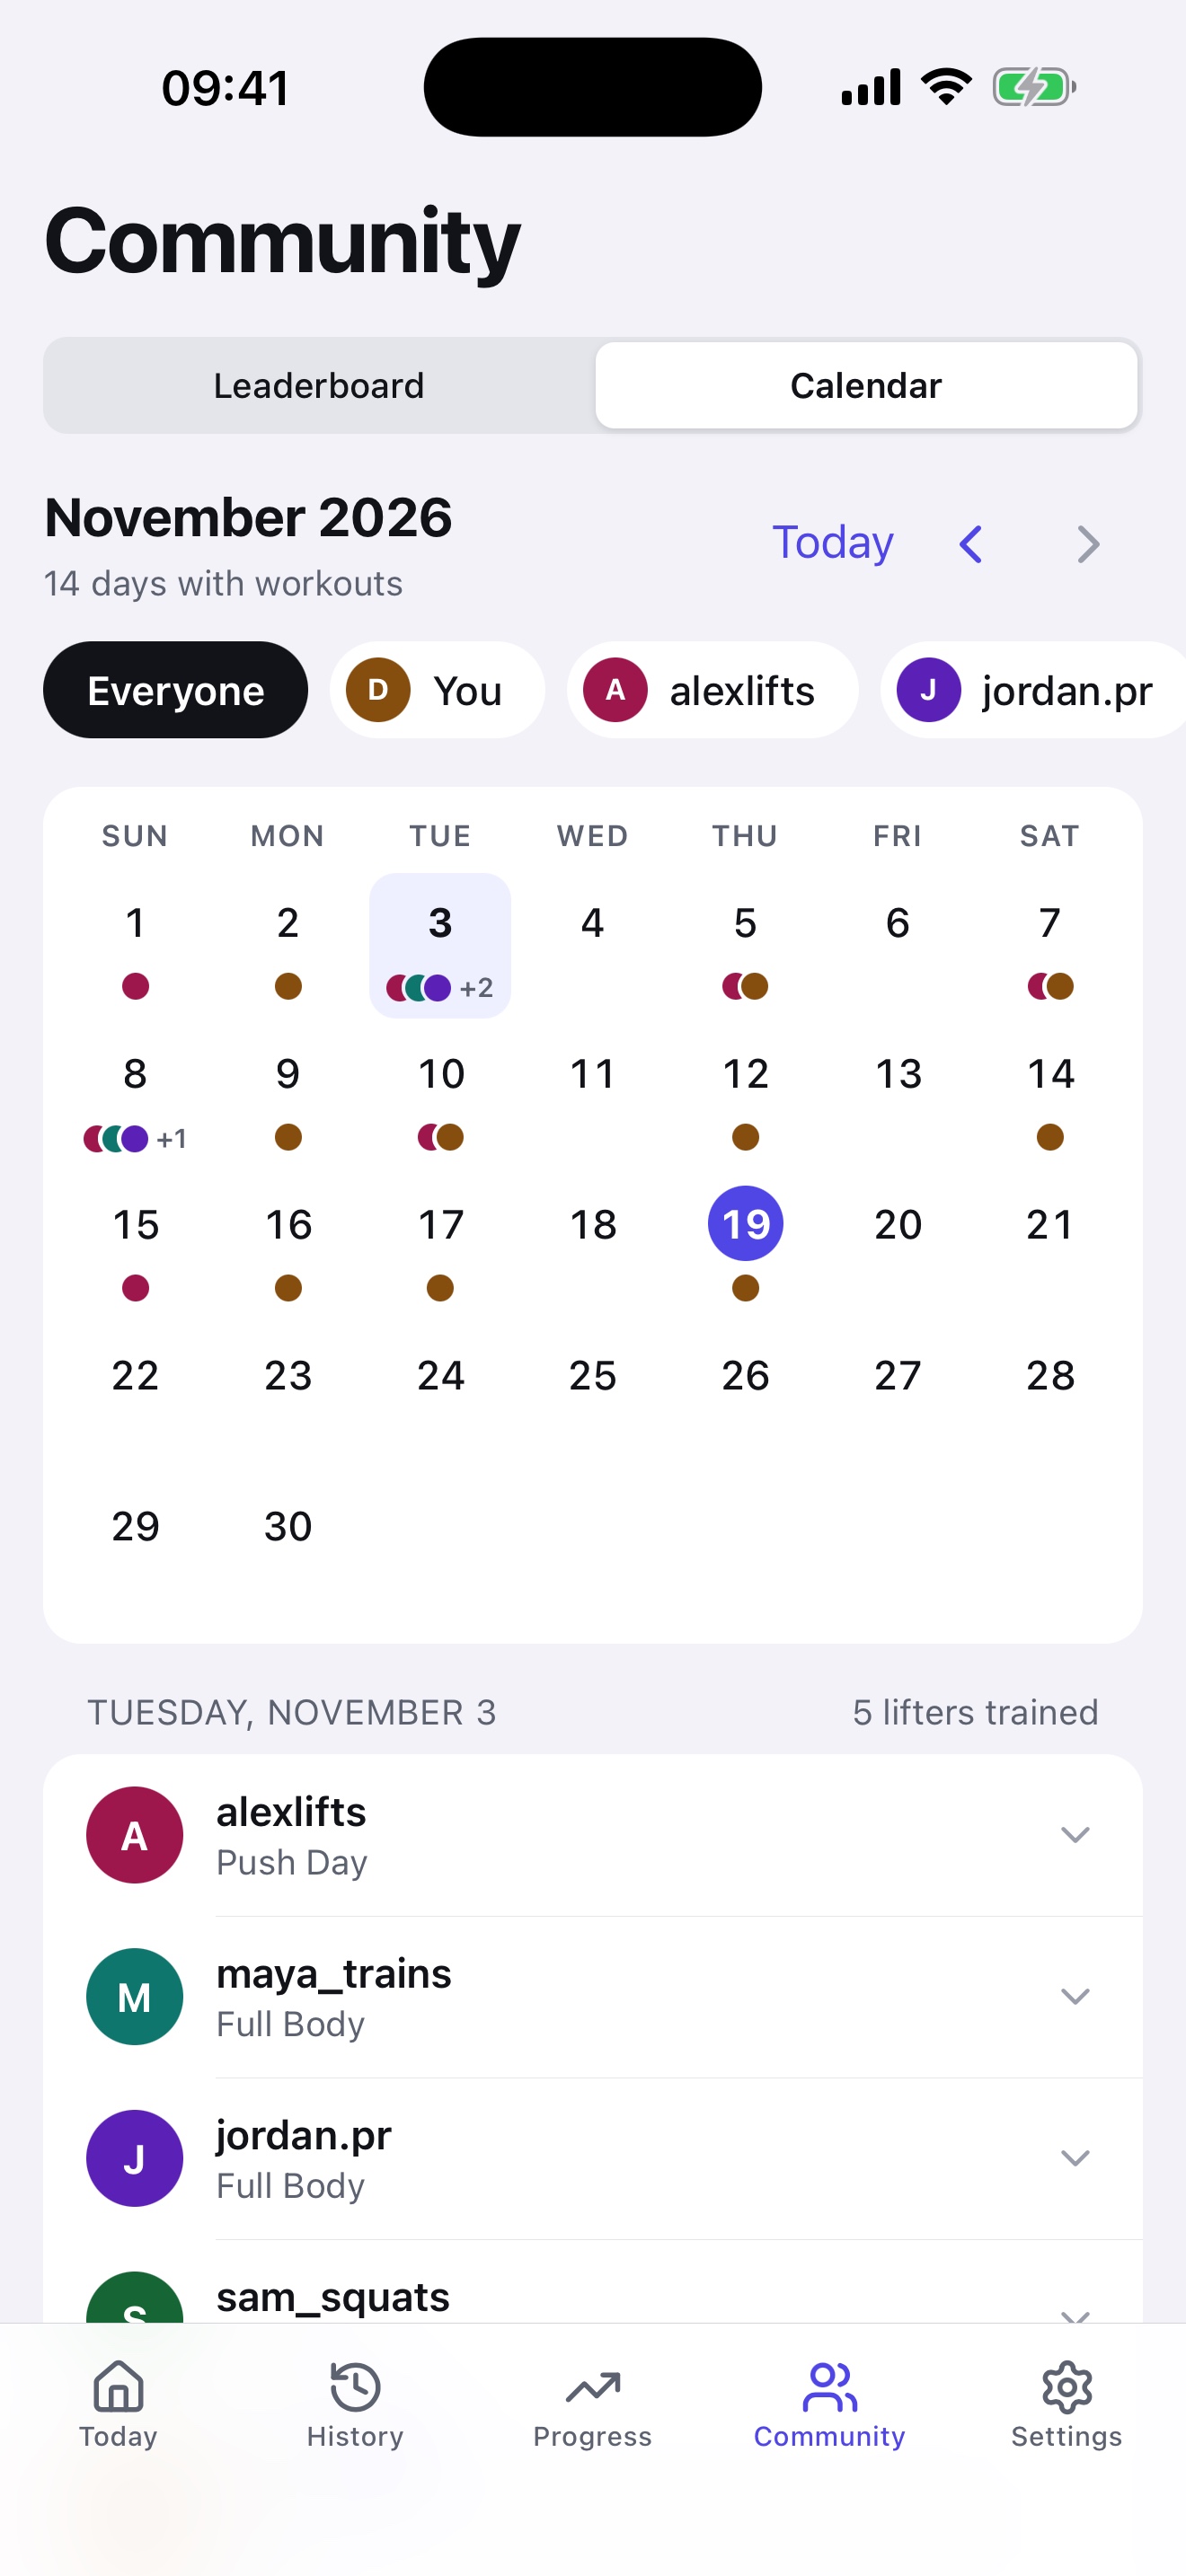 09:41
Community
Leaderboard Calendar
November 2026
14 days with workouts
Today
Everyone D You A alexlifts J jordan.pr
SUN MON TUE WED THU FRI SAT
1 2 3 4 5 6 7
+2
8 9 10 11 12 13 14
+1
15 16 17 18 19 20 21
22 23 24 25 26 27 28
29 30
TUESDAY, NOVEMBER 3 5 lifters trained
A alexlifts
Push Day
M maya_trains
Full Body
J jordan.pr
Full Body
S sam_squats
Today History Progress Community Settings